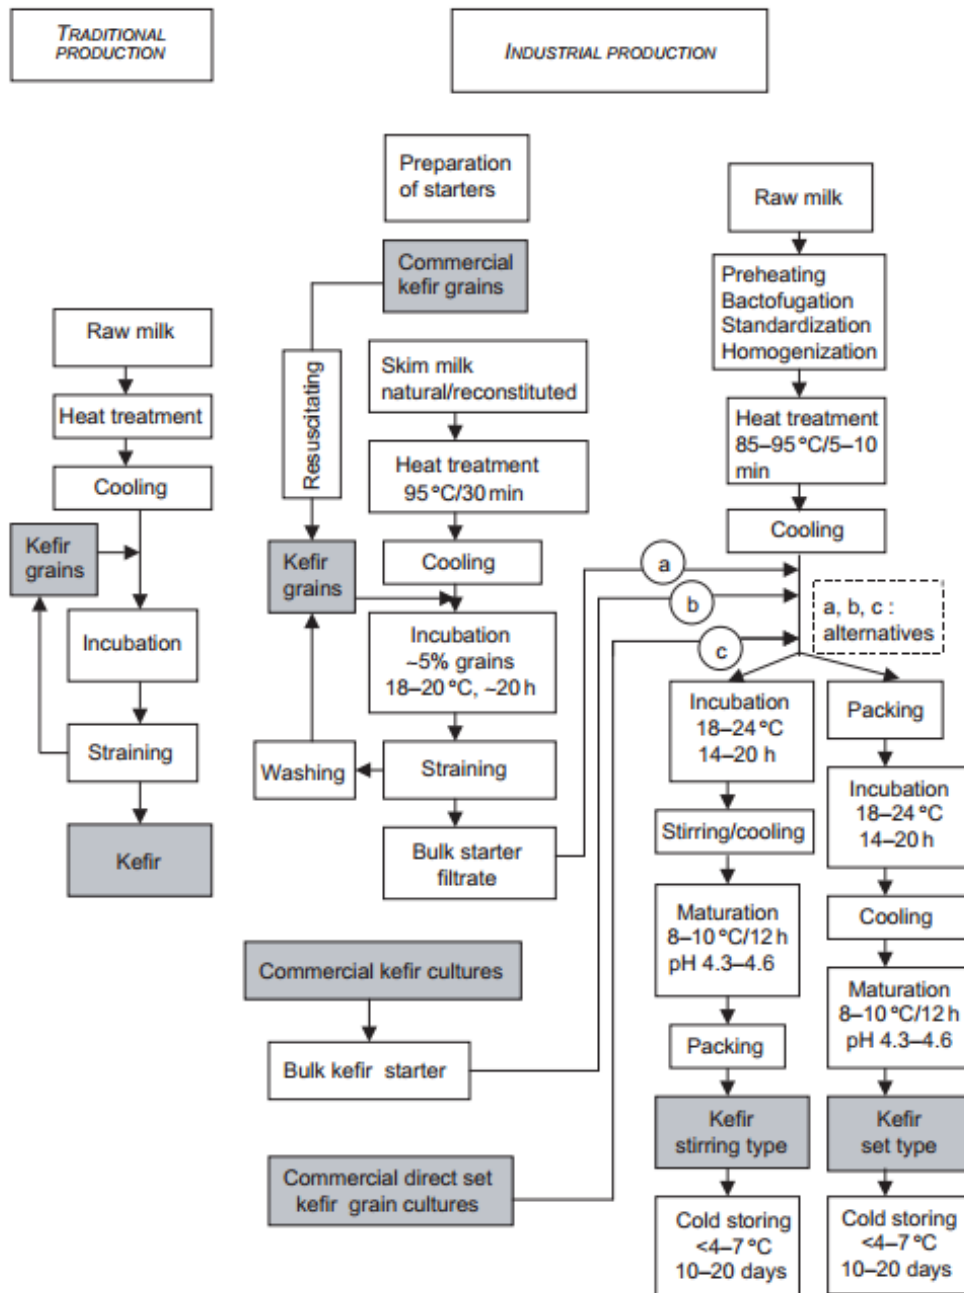 TRADITIONAL
PRODUCTION
INDUSTRIAL PRODUCTION
Raw milk
Heat treatment
Cooling
Kefir
grains
Incubation
Straining
Kefir
Preparation
of starters
Commercial
kefir grains
Resuscitating
Skim milk
natural/reconstituted
Heat treatment
95 °C/30 min
Kefir
grains
Cooling
Incubation
~5% grains
18–20 °C, ~20 h
Washing
Straining
Bulk starter
filtrate
Commercial kefir cultures
Bulk kefir starter
Commercial direct set
kefir grain cultures
Raw milk
Preheating
Bactofugation
Standardization
Homogenization
Heat treatment
85–95 °C/5–10
min
Cooling
a
b
c
a, b, c :
alternatives
Incubation
18–24 °C
14–20 h
Stirring/cooling
Maturation
8–10 °C/12 h
pH 4.3–4.6
Packing
Kefir
stirring type
Cold storing
<4–7 °C
10–20 days
Packing
Incubation
18–24 °C
14–20 h
Cooling
Maturation
8–10 °C/12 h
pH 4.3–4.6
Kefir
set type
Cold storing
<4–7 °C
10–20 days